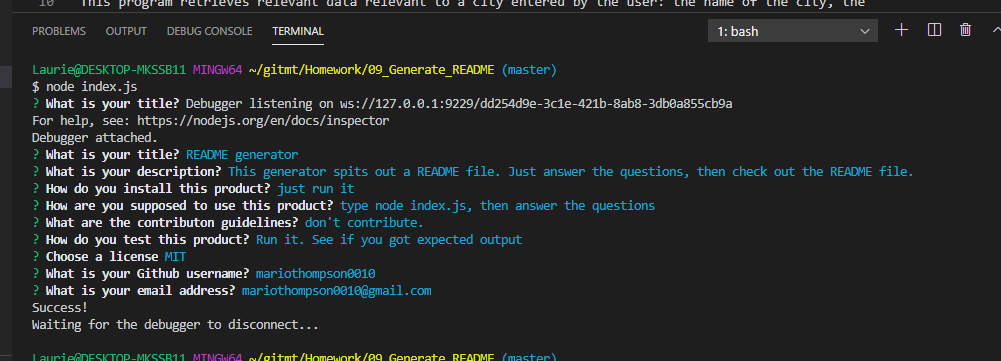 10 This program retrieves relevant data relevant to a city entered by the user: the name of the city, the
PROBLEMS OUTPUT DEBUG CONSOLE TERMINAL 1: bash
Laurie@DESKTOP-MKSSB11 MINGW64 ~/gitmt/Homework/09_Generate_README (master)
$ node index.js
? What is your title? Debugger listening on ws://127.0.0.1:9229/dd254d9e-3c1e-421b-8ab8-3db0a855cb9a
For help, see: https://nodejs.org/en/docs/inspector
Debugger attached.
? What is your title? README generator
? What is your description? This generator spits out a README file. Just answer the questions, then check out the README file.
? How do you install this product? just run it
? How are you supposed to use this product? type node index.js, then answer the questions
? What are the contributon guidelines? don't contribute.
? How do you test this product? Run it. See if you got expected output
? Choose a license MIT
? What is your Github username? mariothompson0010
? What is your email address? mariothompson0010@gmail.com
Success!
Waiting for the debugger to disconnect...
Laurie@DESKTOP-MKSSB11 MINGW64 ~/gitmt/Homework/09_Generate_README (master)